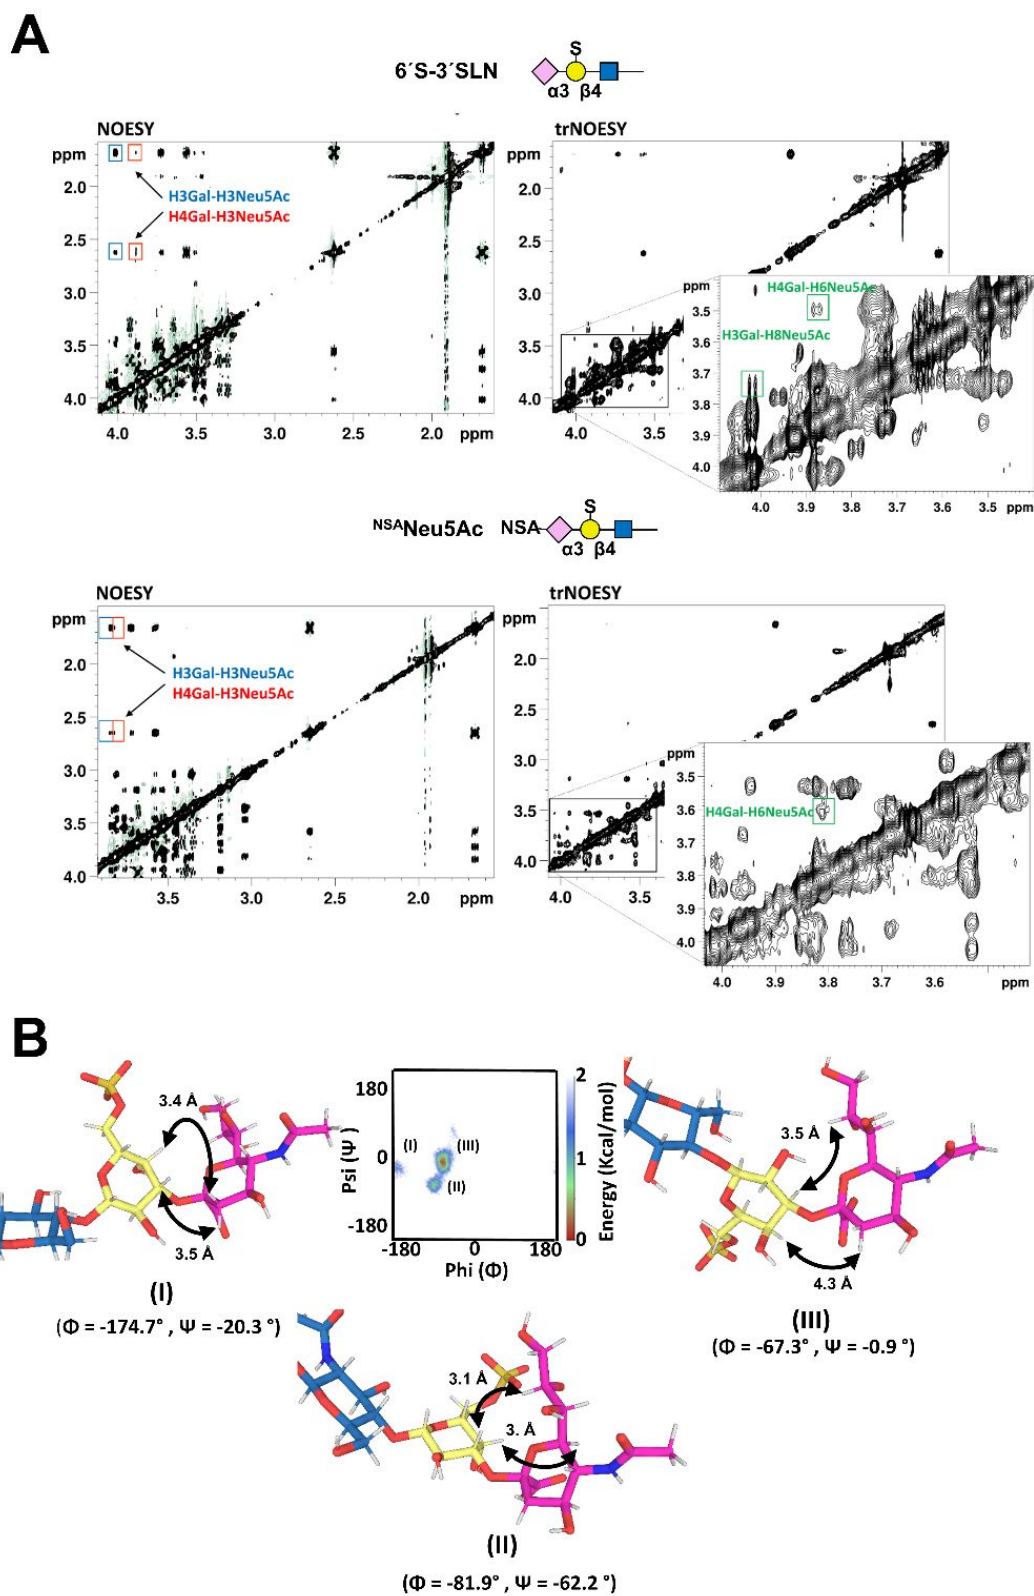 A
6´S-3´SLN
S
α3 β4
NOESY
trNOESY
ppm
2.0
2.5
3.0
3.5
4.0
H3Gal-H3Neu5Ac
H4Gal-H3Neu5Ac
4.0 3.5 3.0 2.5 2.0 ppm
ppm
2.0
2.5
3.0
3.5
4.0
4.0 3.5
ppm
3.5
3.6
3.7
3.8
3.9
4.0
H4Gal-H6Neu5Ac
H3Gal-H8Neu5Ac
4.0 3.9 3.8 3.7 3.6 3.5 ppm
NSANeu5Ac
NSA
S
α3 β4
NOESY
trNOESY
ppm
2.0
2.5
3.0
3.5
4.0
H3Gal-H3Neu5Ac
H4Gal-H3Neu5Ac
3.5 3.0 2.5 2.0 ppm
ppm
2.0
2.5
3.0
3.5
4.0
4.0 3.5
ppm
3.5
3.6
3.7
3.8
3.9
4.0
H4Gal-H6Neu5Ac
4.0 3.9 3.8 3.7 3.6 ppm
B
3.4 Å
3.5 Å
(I)
(Φ = -174.7° , Ψ = -20.3 °)
180
0
-180
Psi (Ψ )
(I)
(III)
(II)
-180 0 180
Phi (Φ)
2
1
0
Energy (Kcal/mol)
3.5 Å
4.3 Å
(III)
(Φ = -67.3° , Ψ = -0.9 °)
3.1 Å
3. Å
(II)
(Φ = -81.9° , Ψ = -62.2 °)